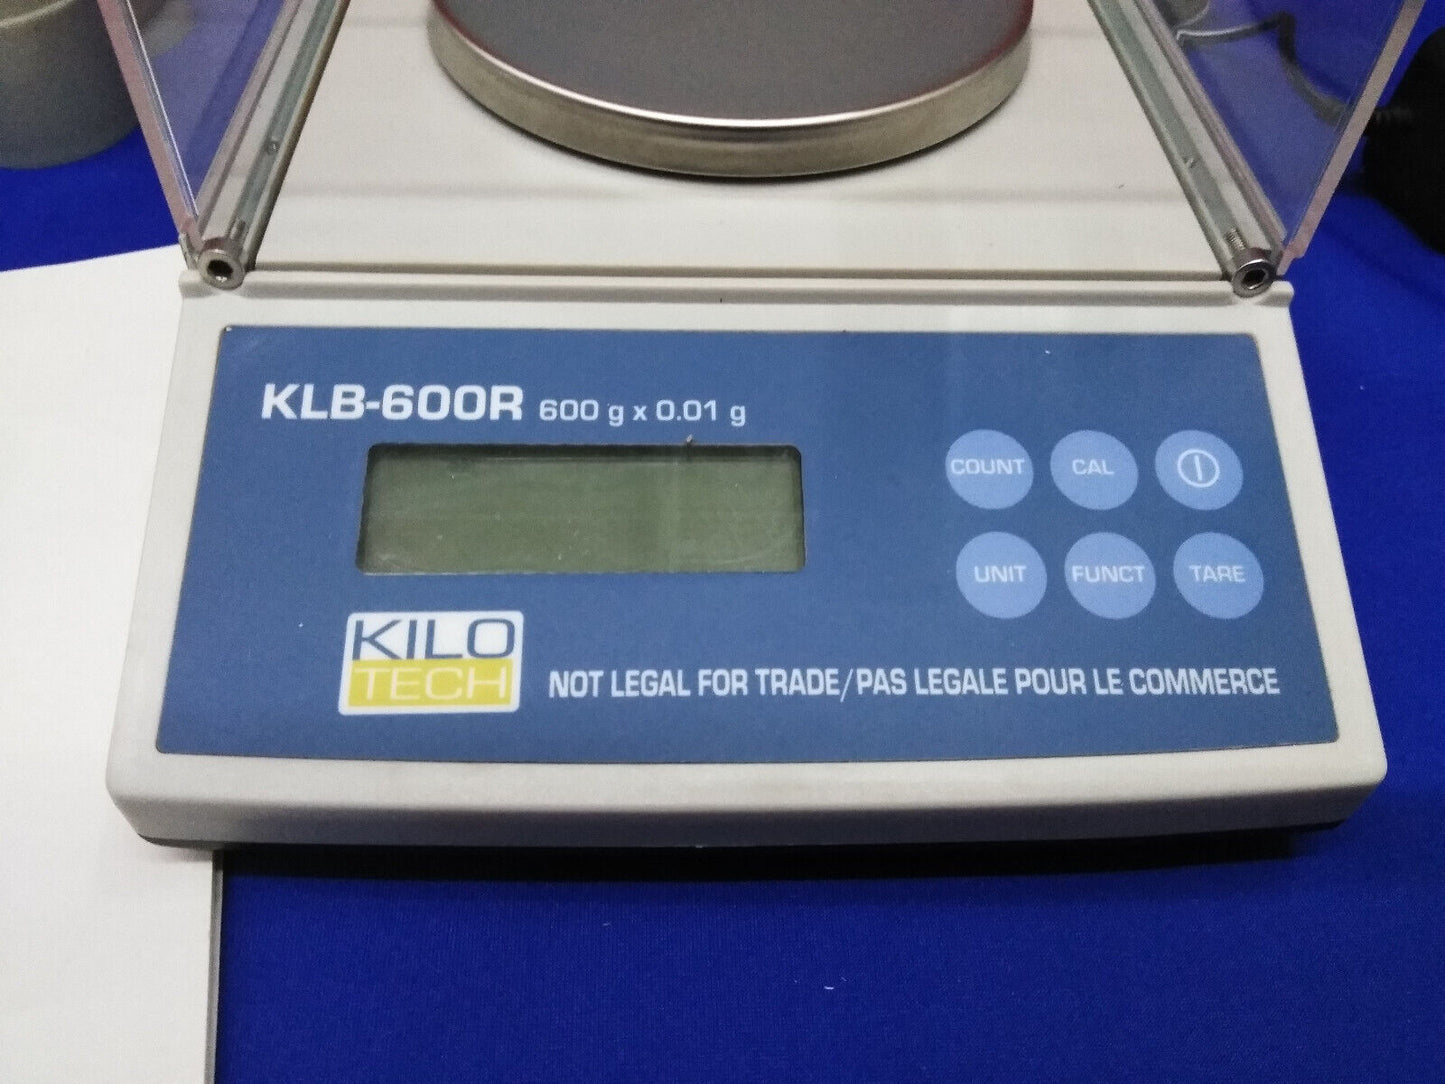 KLB-600R 600 g x 0.01 g
COUNT CAL
UNIT FUNCT TARE
KILO
TECH
NOT LEGAL FOR TRADE/PAS LEGALE POUR LE COMMERCE